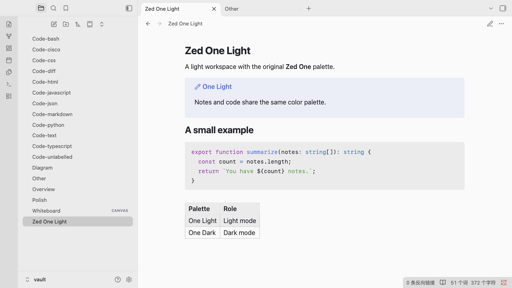 Zed One Light
Other
Zed One Light
Code-bash
Code-cisco
Code-css
Code-diff
Code-html
Code-javascript
Code-json
Code-markdown
Code-python
Code-text
Code-typescript
Code-unlabelled
Diagram
Other
Overview
Polish
Whiteboard CANVAS
Zed One Light
vault
Zed One Light
A light workspace with the original Zed One palette.
One Light
Notes and code share the same color palette.
A small example
export function summarize(notes: string[]): string {
const count = notes.length;
return `You have ${count} notes.`;
}
Palette Role
One Light Light mode
One Dark Dark mode
0 条反向链接 51 个词 372 个字符